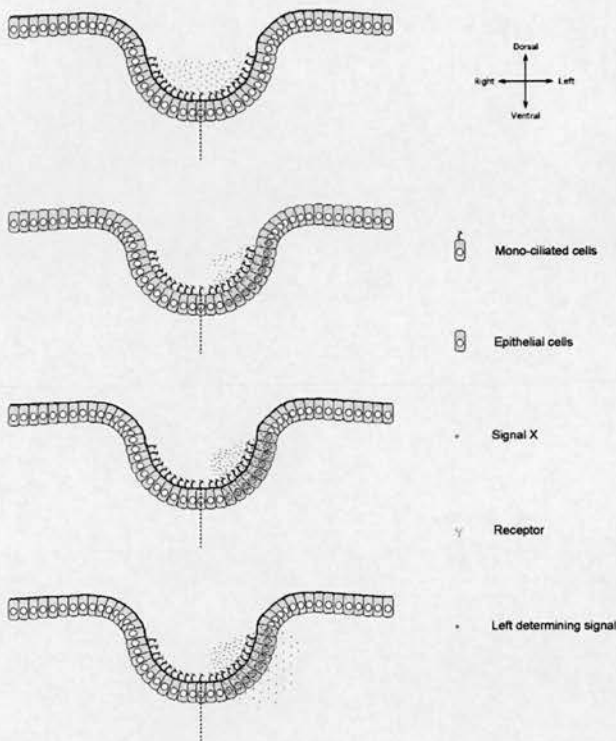 Dorsal
Right Left
Ventral
Mono-ciliated cells
Epithelial cells
Signal X
Receptor
Left determining signal